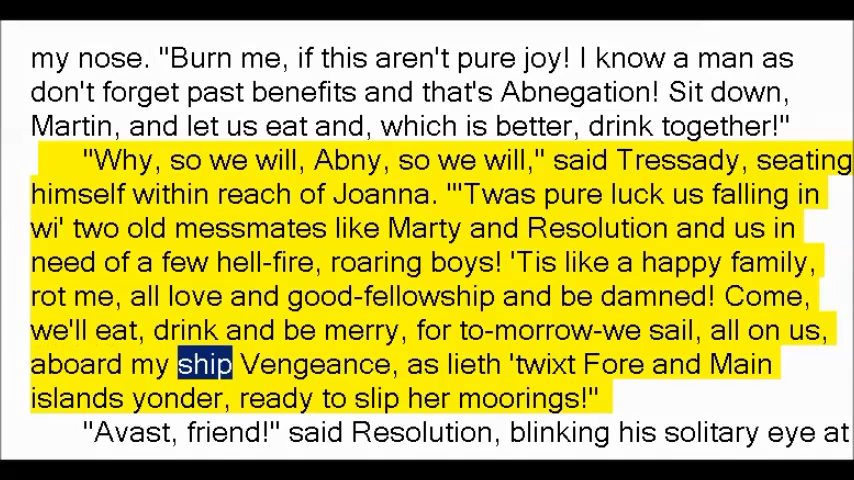 my nose. "Burn me, if this aren't pure joy! I know a man as
don't forget past benefits and that's Abnegation! Sit down,
Martin, and let us eat and, which is better, drink together!"
"Why, so we will, Abny, so we will," said Tressady, seating
himself within reach of Joanna. "'Twas pure luck us falling in
wi' two old messmates like Marty and Resolution and us in
need of a few hell-fire, roaring boys! 'Tis like a happy family,
rot me, all love and good-fellowship and be damned! Come,
we'll eat, drink and be merry, for to-morrow-we sail, all on us,
aboard my ship Vengeance, as lieth 'twixt Fore and Main
islands yonder, ready to slip her moorings!"
"Avast, friend!" said Resolution, blinking his solitary eye at